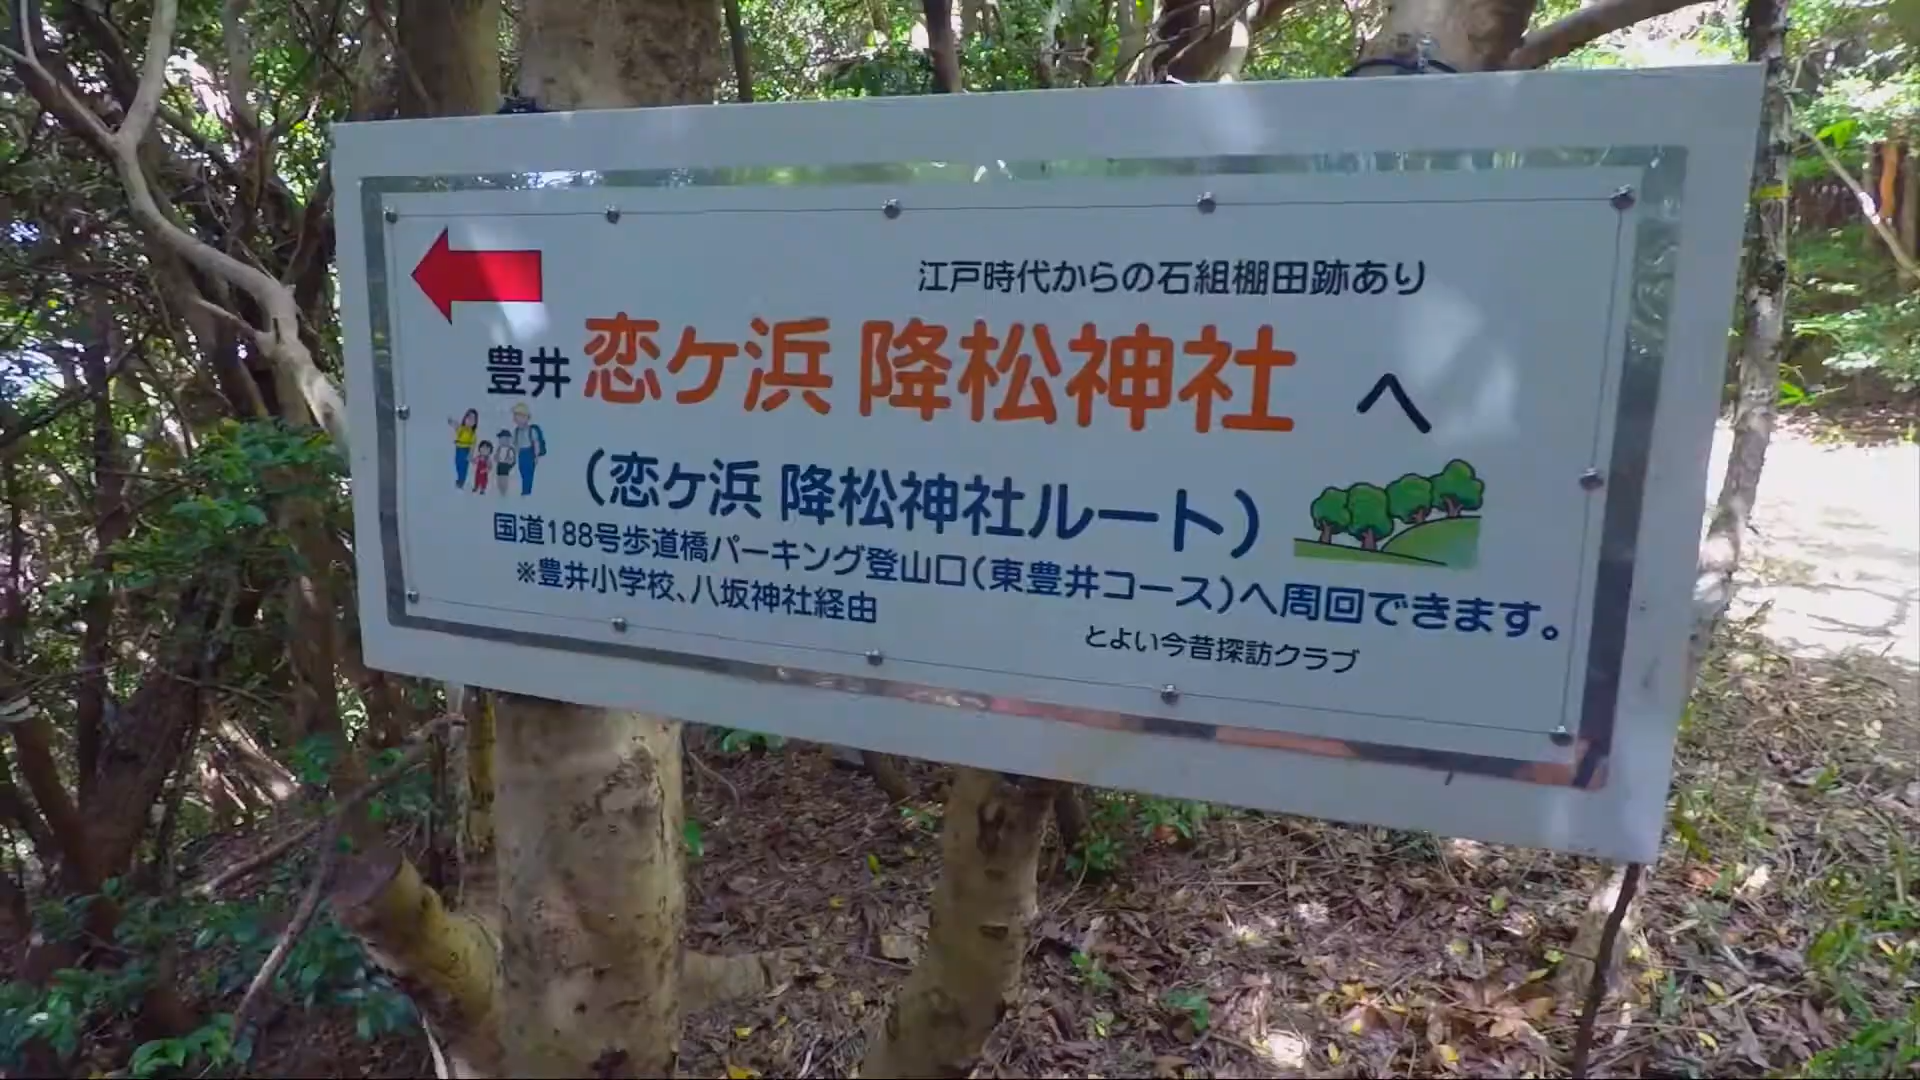 江戸時代からの石組棚田跡あり
豊井 恋ケ浜 降松神社 へ
(恋ケ浜 降松神社ルート)
国道188号歩道橋パーキング登山口(東豊井コース)へ周回できます。
※豊井小学校、八坂神社経由
とよい今昔探訪クラブ